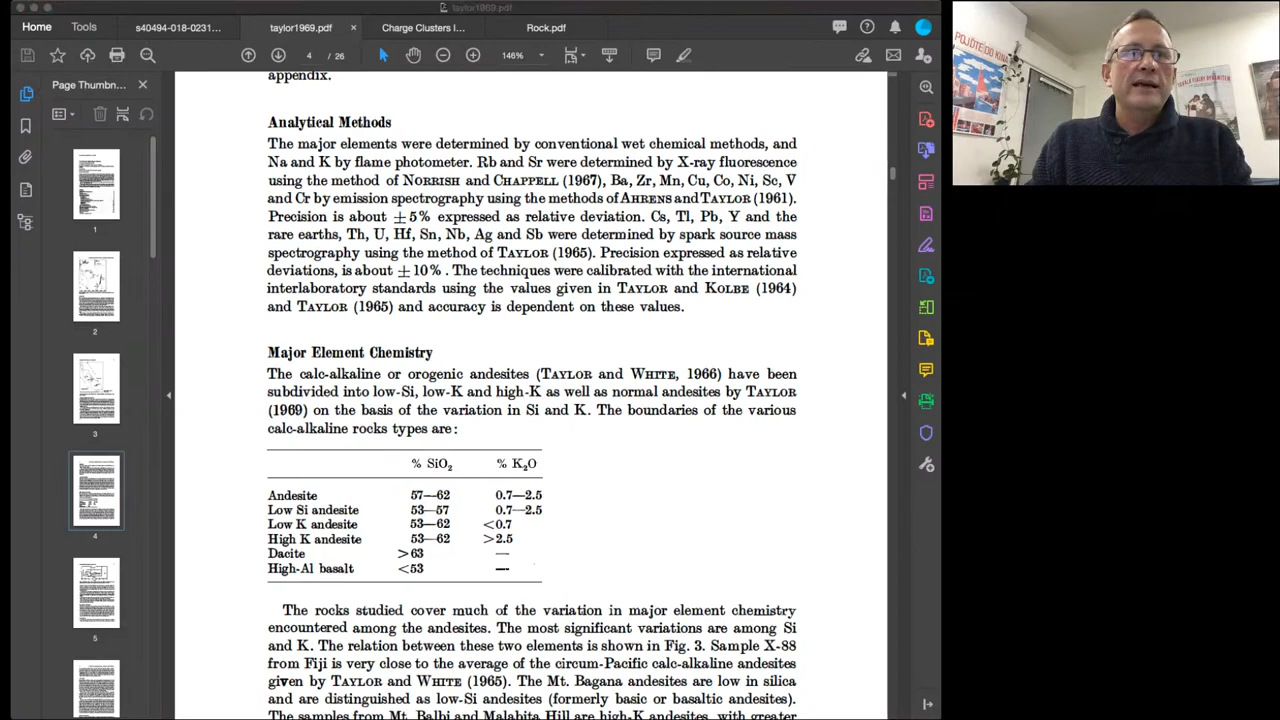 taylor1969.pdf
Home
Tools
s40494-018-0231...
taylor1969.pdf
Charge Clusters I...
Rock.pdf
4 / 26
146%
Page Thumbn...
1
2
3
4
5
appendix.
Analytical Methods
The major elements were determined by conventional wet chemical methods, and
Na and K by flame photometer. Rb and Sr were determined by X-ray fluorescence
using the method of NORRISH and CHAPPELL (1967), Ba, Zr, Mn, Cu, Co, Ni, Sc, V
and Cr by emission spectrography using the methods of AHRENS and TAYLOR (1961).
Precision is about ±5% expressed as relative deviation. Cs, Tl, Pb, Y and the
rare earths, Th, U, Hf, Sn, Nb, Ag and Sb were determined by spark source mass
spectrography using the method of TAYLOR (1965). Precision expressed as relative
deviations, is about ±10%. The techniques were calibrated with the international
interlaboratory standards using the values given in TAYLOR and KOLBE (1964)
and TAYLOR (1965) and accuracy is dependent on these values.
Major Element Chemistry
The calc-alkaline or orogenic andesites (TAYLOR and WHITE, 1966) have been
subdivided into low-Si, low-K and high-K as well as normal andesites by TAYLOR
(1969) on the basis of the variation in Si and K. The boundaries of the various
calc-alkaline rocks types are:
% SiO₂ % K₂O
Andesite 57—62 0.7—2.5
Low Si andesite 53—57 0.7—2.5
Low K andesite 53—62 <0.7
High K andesite 53—62 >2.5
Dacite >63 —
High-Al basalt <53 —
The rocks studied cover much of the variation in major element chemistry
encountered among the andesites. The most significant variations are among Si
and K. The relation between these two elements is shown in Fig. 3. Sample X-88
from Fiji is very close to the average of the circum-Pacific calc-alkaline andesites
given by TAYLOR and WHITE (1965). The Mt. Bagana andesites are low in silica
and are distinguished as low-Si andesites (formerly basic or basaltic andesites).
The samples from Mt. Balbi and Malabita Hill are high-K andesites, with greater
POJĎTE DO KINA